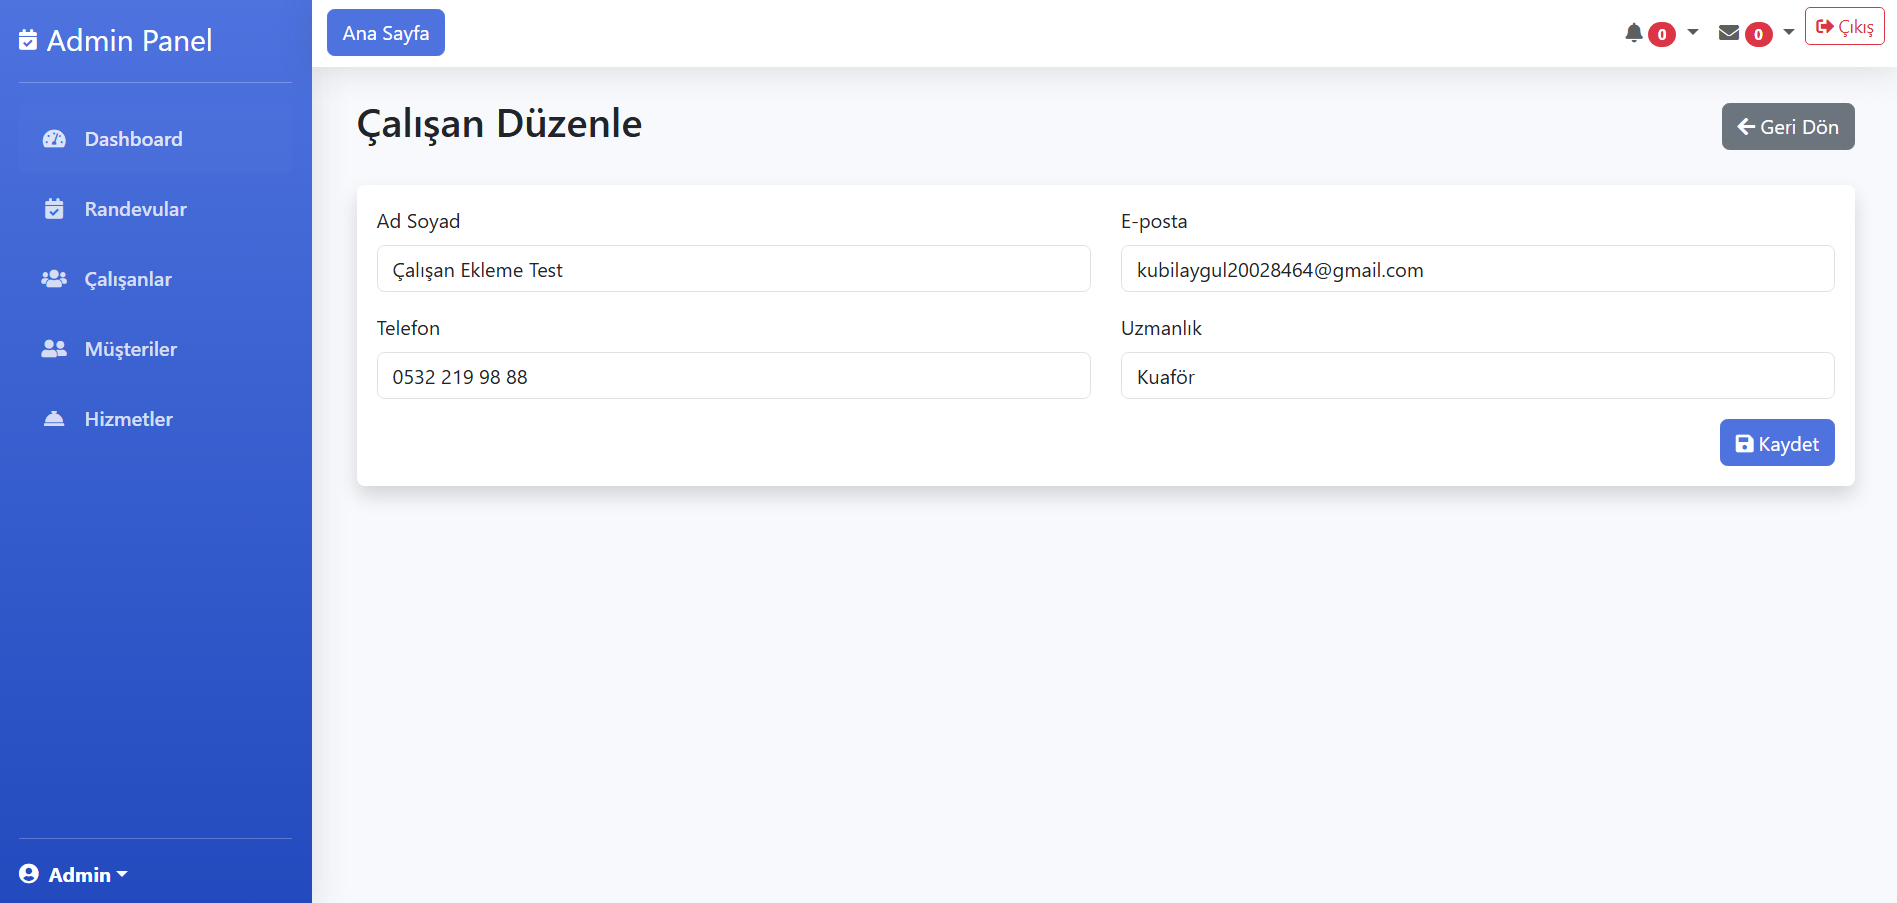 Admin Panel
Dashboard
Randevular
Çalışanlar
Müşteriler
Hizmetler
Admin
Ana Sayfa
0
0
Çıkış
Çalışan Düzenle
Geri Dön
Ad Soyad
E-posta
Çalışan Ekleme Test
kubilaygul20028464@gmail.com
Telefon
Uzmanlık
0532 219 98 88
Kuaför
Kaydet